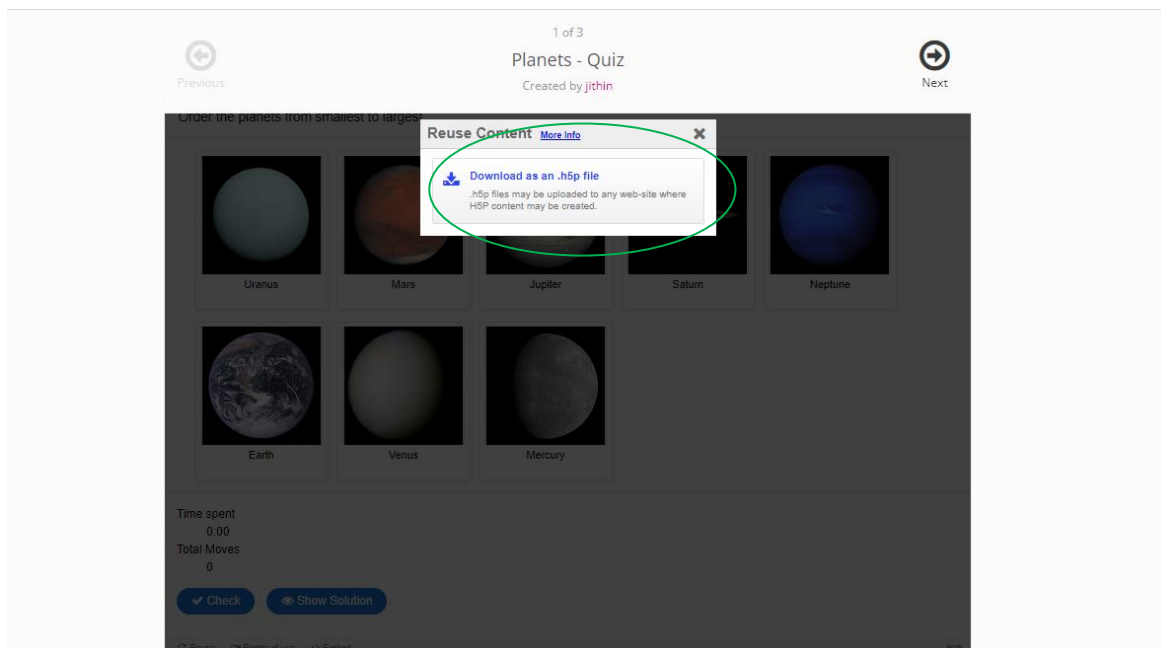 1 of 3
Planets - Quiz
Previous
Next
Created by jithin
Order the planets from smallest to largest
Reuse Content More Info
Download as an .h5p file
.h5p files may be uploaded to any web-site where
H5P content may be created.
Uranus Mars Jupiter Saturn Neptune
Earth Venus Mercury
Time spent
0:00
Total Moves
0
Check Show Solution